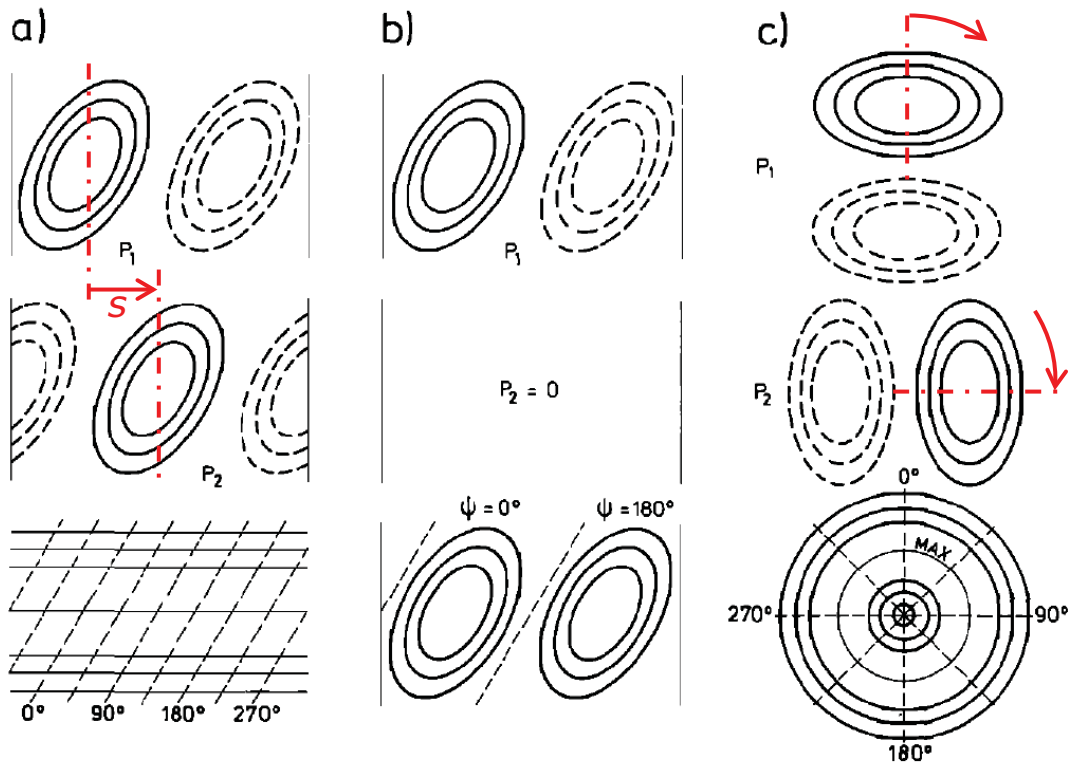 a)
P₁
S
P₂
0° 90° 180° 270°
b)
P₁
P₂ = 0
ψ = 0° ψ = 180°
c)
P₁
P₂
0°
MAX
270° 90°
180°